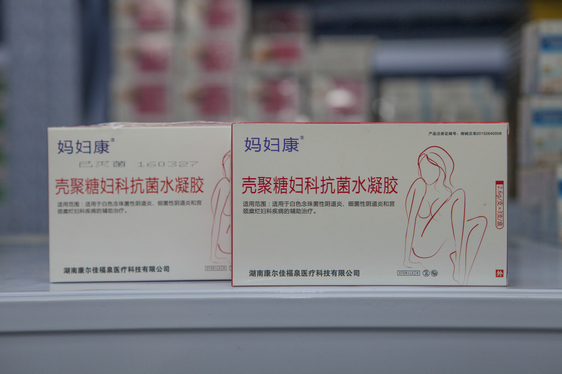 妈妇康®
已灭菌 160327
壳聚糖妇科抗菌水凝胶
适用范围：适用于白色念珠菌性阴道炎、细菌性阴道炎和宫
颈糜烂妇科疾病的辅助治疗。
湖南康尔佳福泉医疗科技有限公司
妈妇康®
壳聚糖妇科抗菌水凝胶
适用范围：适用于白色念珠菌性阴道炎、细菌性阴道炎和宫
颈糜烂妇科疾病的辅助治疗。
湖南康尔佳福泉医疗科技有限公司
外